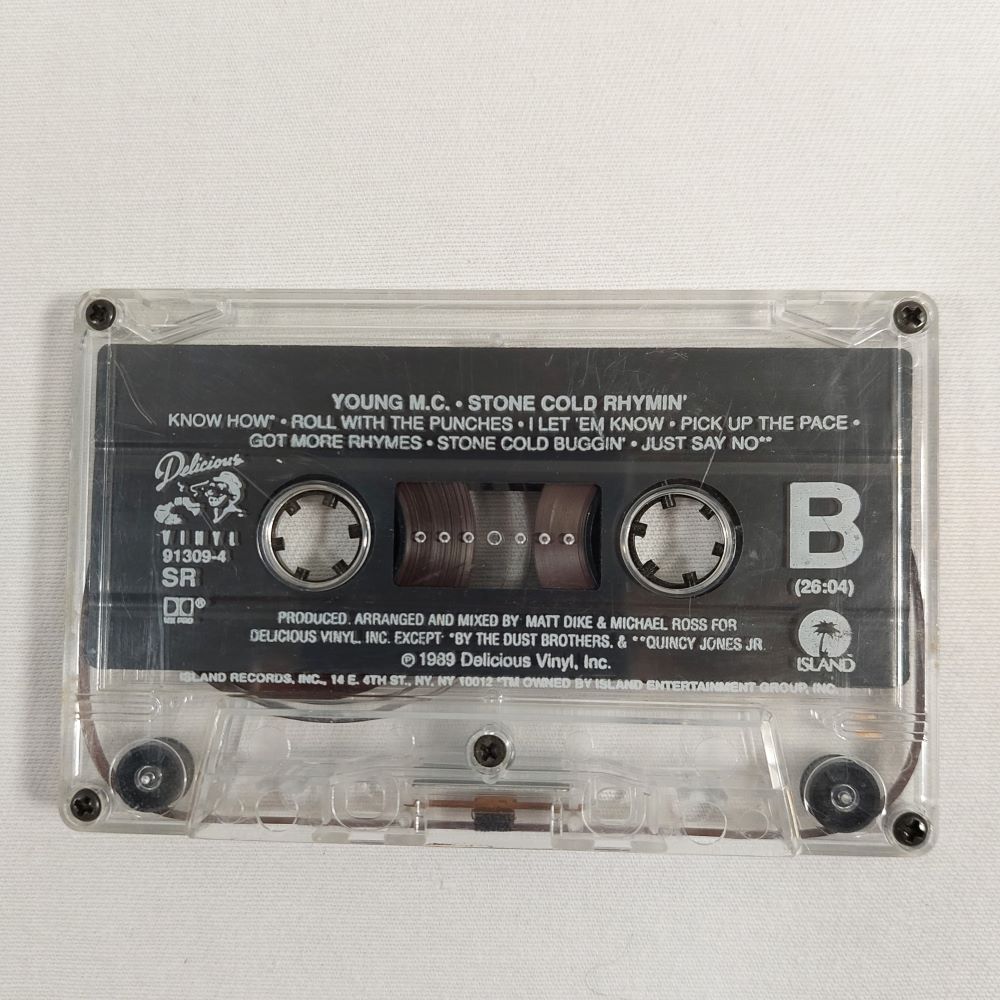 YOUNG M.C. • STONE COLD RHYMIN'
KNOW HOW* • ROLL WITH THE PUNCHES • I LET 'EM KNOW • PICK UP THE PACE •
GOT MORE RHYMES • STONE COLD BUGGIN' • JUST SAY NO**
Delicious
VINYL
91309-4
SR
HX PRO
B
(26:04)
PRODUCED, ARRANGED AND MIXED BY MATT DIKE & MICHAEL ROSS FOR
DELICIOUS VINYL, INC. EXCEPT *BY THE DUST BROTHERS, & **QUINCY JONES JR.
℗ 1989 Delicious Vinyl, Inc.
ISLAND
ISLAND RECORDS, INC., 14 E. 4TH ST., NY, NY 10012 *TM OWNED BY ISLAND ENTERTAINMENT GROUP, INC.